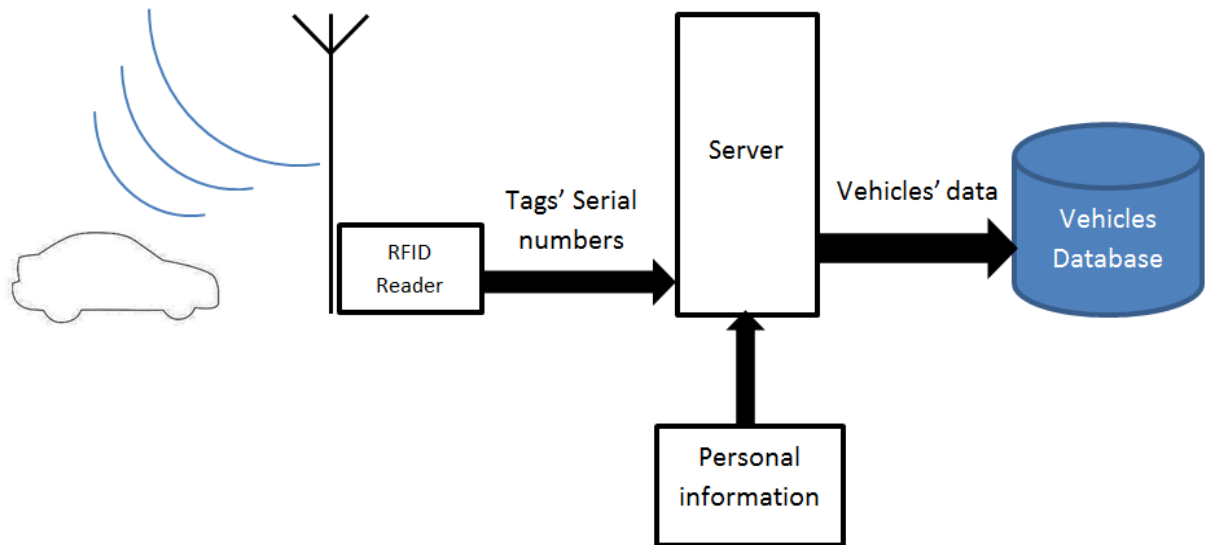 RFID
Reader
Tags' Serial
numbers
Server
Vehicles' data
Vehicles
Database
Personal
information